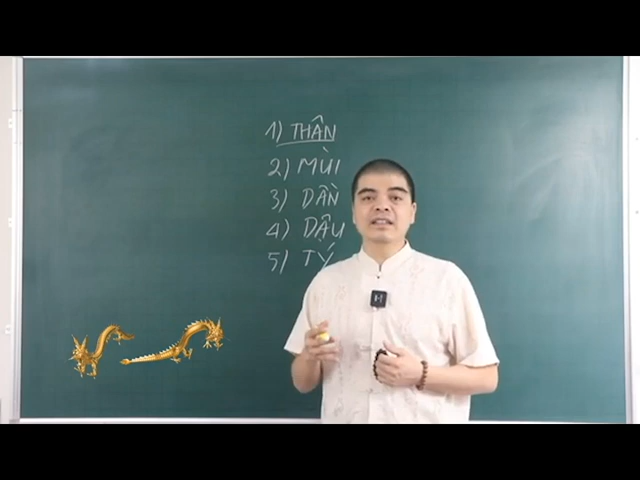 1) THÂN
2) MÙI
3) DẦN
4) DẬU
5) TÝ